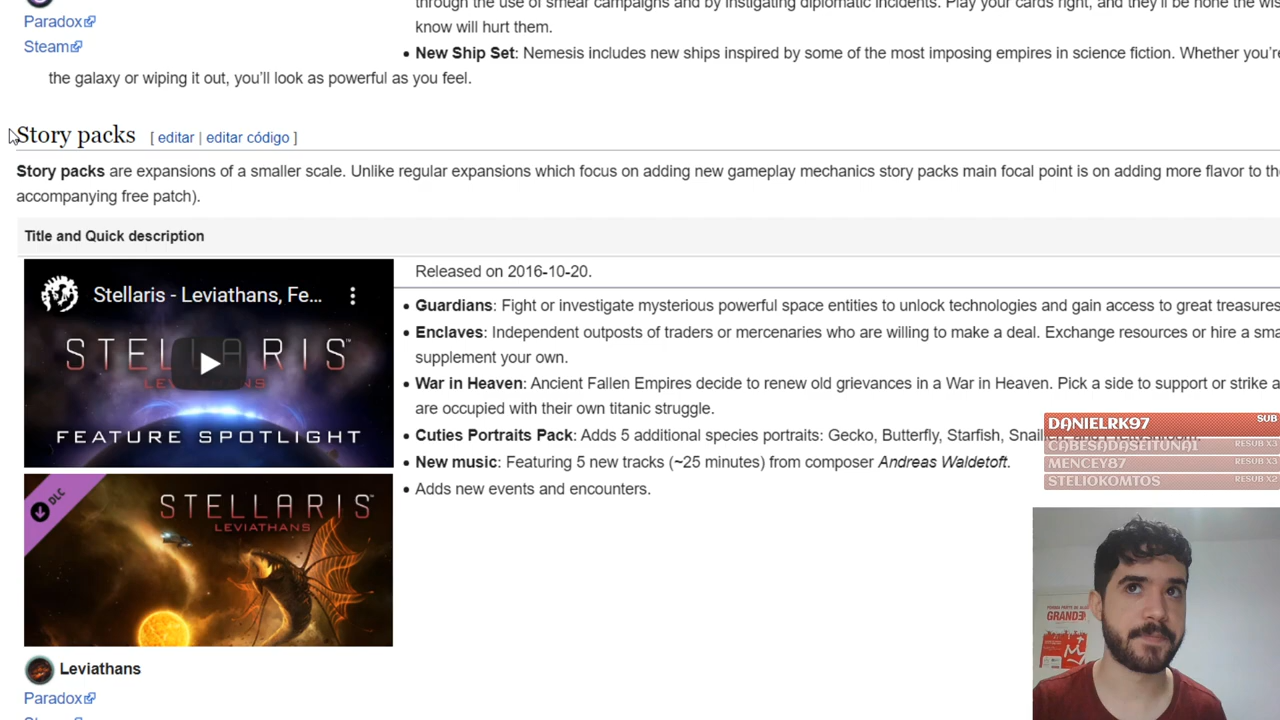 through the use of smear campaigns and by instigating diplomatic incidents. Play your cards right, and they'll be none the
Paradox
know will hurt them.
Steam
• New Ship Set: Nemesis includes new ships inspired by some of the most imposing empires in science fiction. Whether you're
the galaxy or wiping it out, you'll look as powerful as you feel.
Story packs [ editar | editar código ]
Story packs are expansions of a smaller scale. Unlike regular expansions which focus on adding new gameplay mechanics story packs main focal point is on adding more flavor to
accompanying free patch).
Title and Quick description
Released on 2016-10-20.
Stellaris - Leviathans, Fe...
STELLARIS
LEVIATHANS
FEATURE SPOTLIGHT
• Guardians: Fight or investigate mysterious powerful space entities to unlock technologies and gain access to great treasures
• Enclaves: Independent outposts of traders or mercenaries who are willing to make a deal. Exchange resources or hire a
supplement your own.
• War in Heaven: Ancient Fallen Empires decide to renew old grievances in a War in Heaven. Pick a side to support or strike
are occupied with their own titanic struggle.
• Cuties Portraits Pack: Adds 5 additional species portraits: Gecko, Butterfly, Starfish,
• New music: Featuring 5 new tracks (~25 minutes) from composer Andreas Waldetoft.
• Adds new events and encounters.
DANIELRK97 SUB
CABESADASEITUNAI RESUB X3
MENCEY87 RESUB X3
STELIOKOMTOS RESUB X2
DLC
STELLARIS™
LEVIATHANS
GRANDE
Leviathans
Paradox